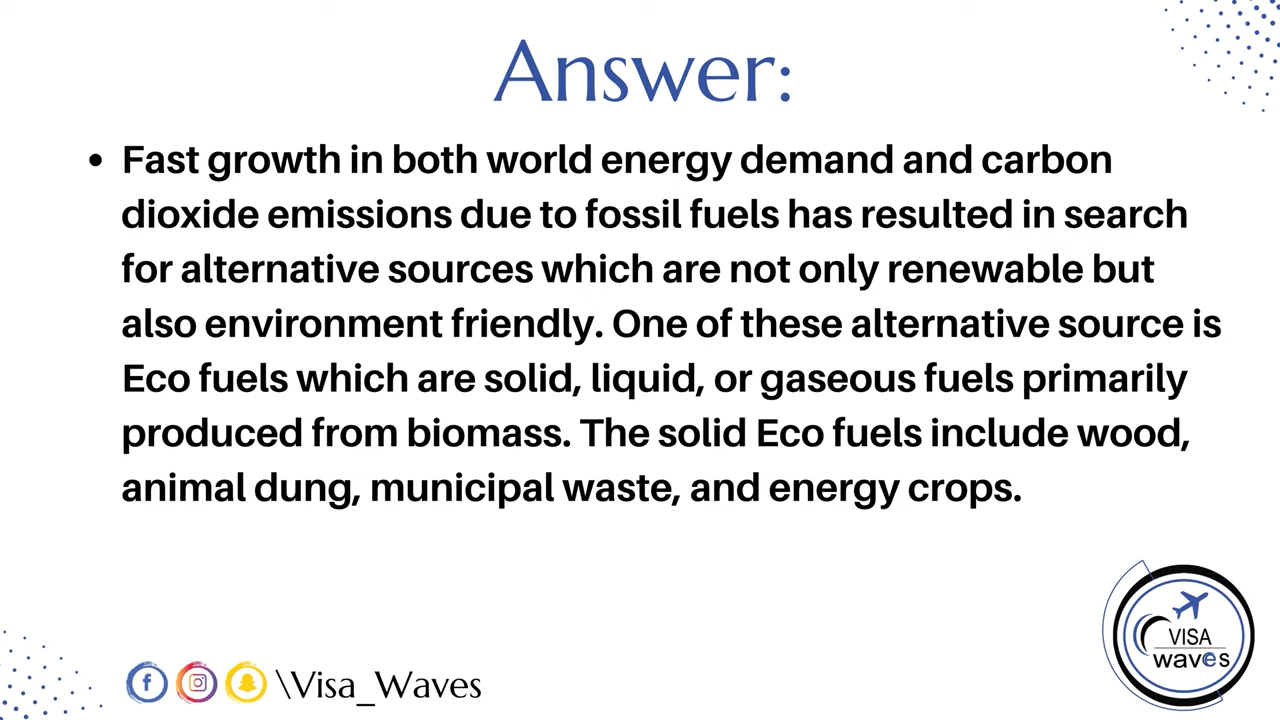 Answer:
• Fast growth in both world energy demand and carbon
dioxide emissions due to fossil fuels has resulted in search
for alternative sources which are not only renewable but
also environment friendly. One of these alternative source is
Eco fuels which are solid, liquid, or gaseous fuels primarily
produced from biomass. The solid Eco fuels include wood,
animal dung, municipal waste, and energy crops.
VISA
waves
\Visa_Waves